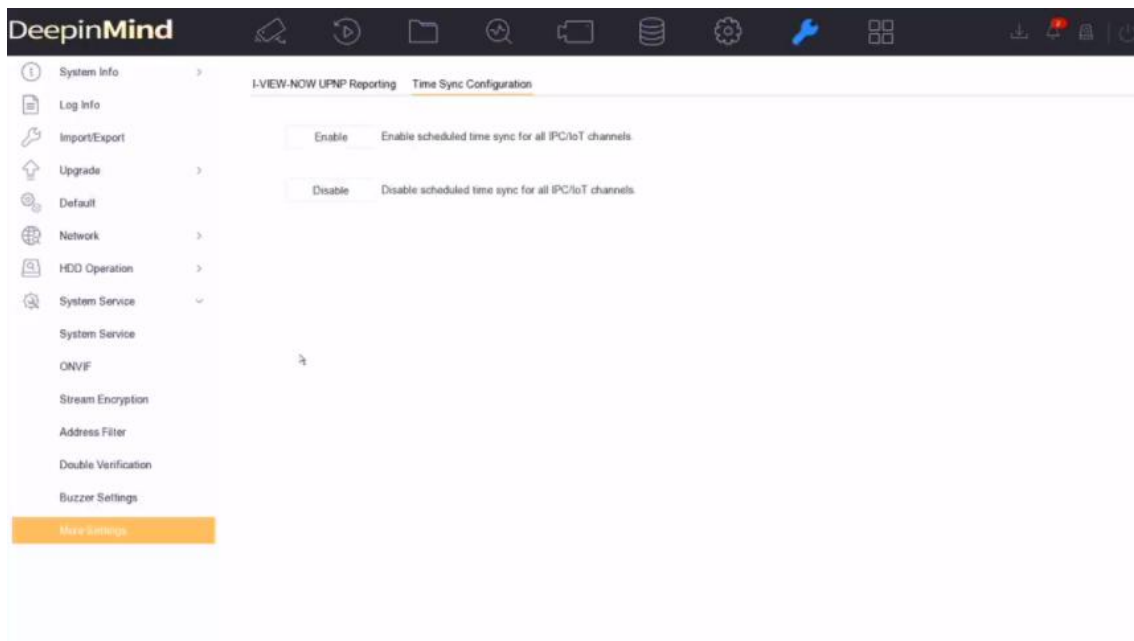 DeepinMind
System Info
Log Info
Import/Export
Upgrade
Default
Network
HDD Operation
System Service
System Service
ONVIF
Stream Encryption
Address Filter
Double Verification
Buzzer Settings
More Settings
I-VIEW-NOW UPNP Reporting Time Sync Configuration
Enable Enable scheduled time sync for all IPC/IoT channels.
Disable Disable scheduled time sync for all IPC/IoT channels.